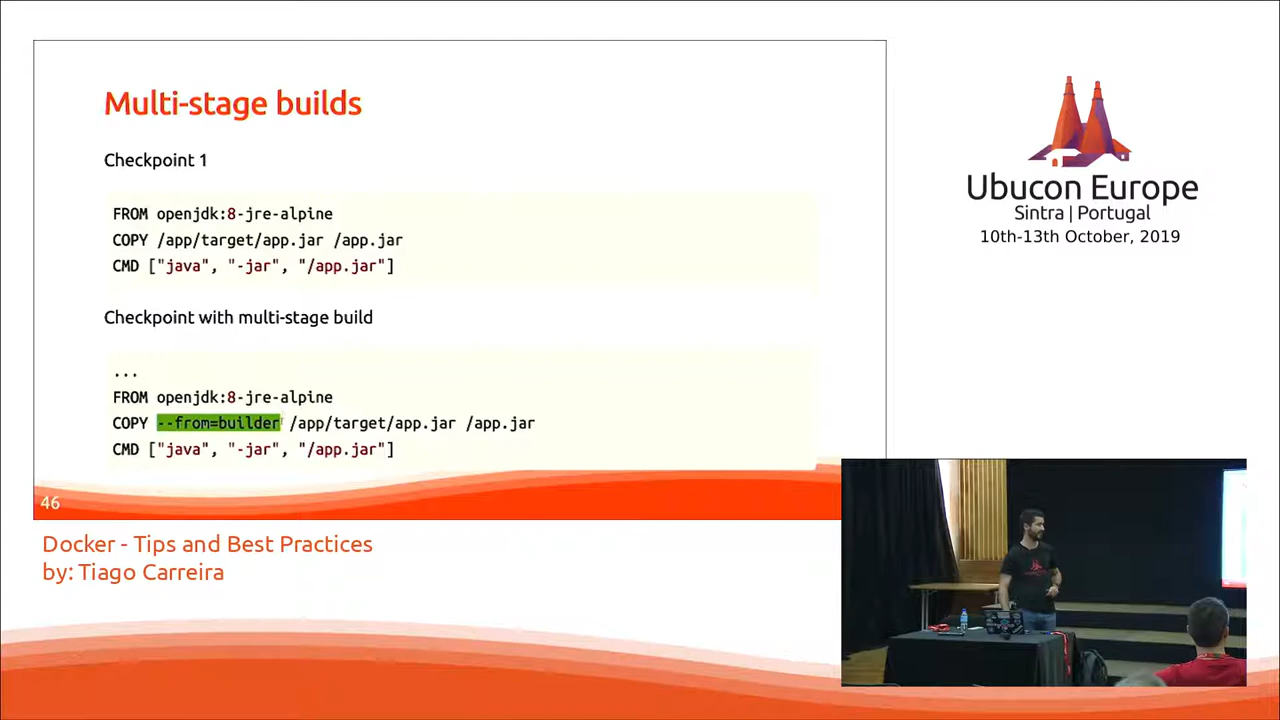 Multi-stage builds
Checkpoint 1
FROM openjdk:8-jre-alpine
COPY /app/target/app.jar /app.jar
CMD ["java", "-jar", "/app.jar"]
Checkpoint with multi-stage build
...
FROM openjdk:8-jre-alpine
COPY --from=builder /app/target/app.jar /app.jar
CMD ["java", "-jar", "/app.jar"]
46
Docker - Tips and Best Practices
by: Tiago Carreira
Ubucon Europe
Sintra | Portugal
10th-13th October, 2019